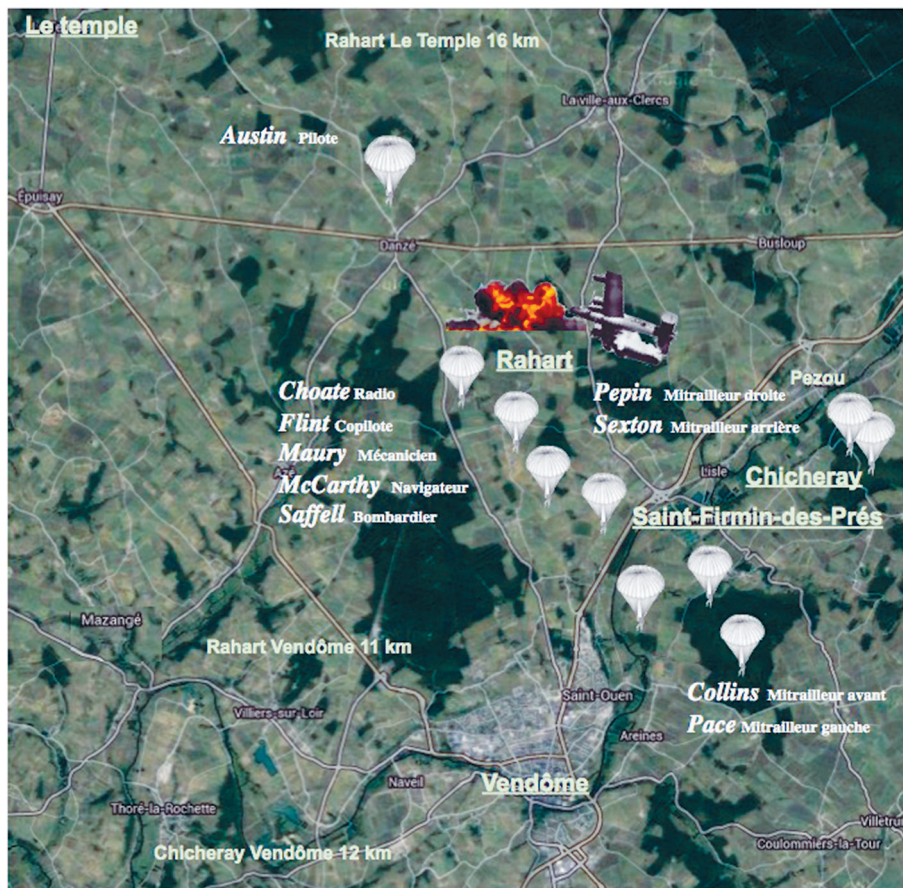 Le temple
Rahart Le Temple 16 km
La ville-aux-Clercs
Austin Pilote
Épuisay
Danzé
Busloup
Rahart
Pezou
Choate Radio
Pepin Mitrailleur droite
Flint Copilote
Sexton Mitrailleur arrière
Maury Mécanicien
Azé
Lisle
Chicheray
McCarthy Navigateur
Saffell Bombardier
Saint-Firmin-des-Prés
Mazangé
Rahart Vendôme 11 km
Saint-Ouen
Collins Mitrailleur avant
Villiers-sur-Loir
Pace Mitrailleur gauche
Areines
Naveil
Vendôme
Thoré-la-Rochette
Villetrun
Coulommiers-la-Tour
Chicheray Vendôme 12 km